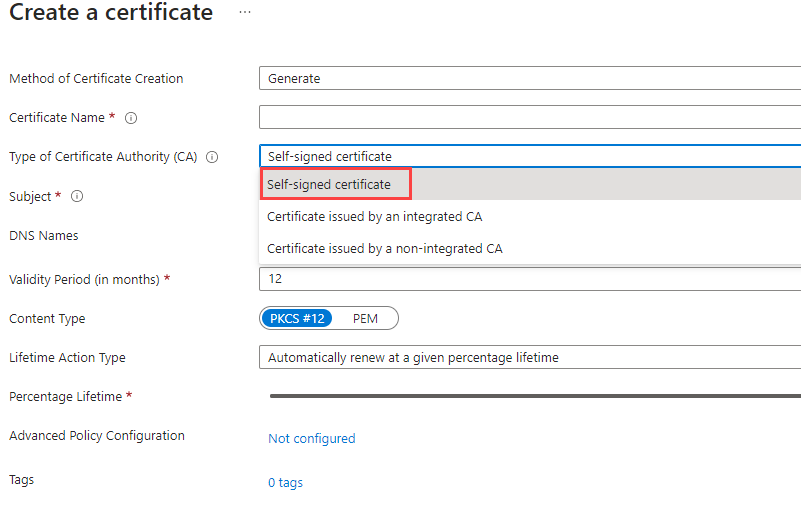 Create a certificate ...
Method of Certificate Creation
Generate
Certificate Name *
Type of Certificate Authority (CA)
Self-signed certificate
Self-signed certificate
Certificate issued by an integrated CA
Certificate issued by a non-integrated CA
Subject *
DNS Names
Validity Period (in months) *
12
Content Type
PKCS #12 PEM
Lifetime Action Type
Automatically renew at a given percentage lifetime
Percentage Lifetime *
Advanced Policy Configuration
Not configured
Tags
0 tags